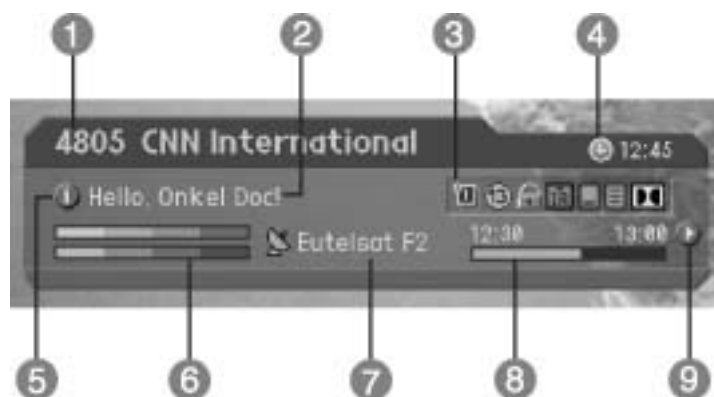 1 2 3 4
4805 CNN International 12:45
Hello, Onkel Doc!
Eutelsat F2 12:30 13:00
5 6 7 8 9